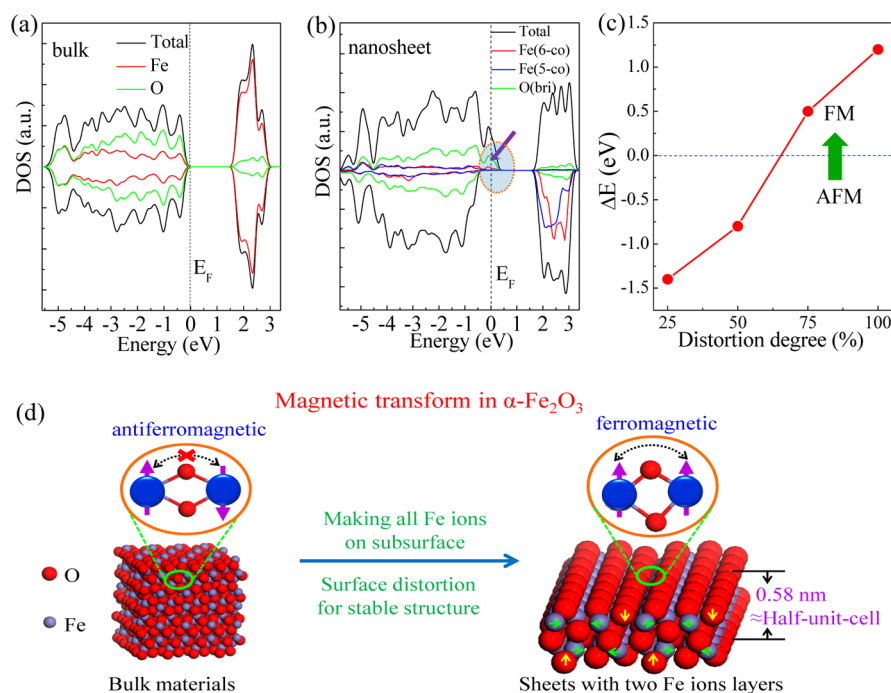 (a)
bulk
Total
Fe
O
DOS (a.u.)
E_F
-5 -4 -3 -2 -1 0 1 2 3
Energy (eV)
(b)
nanosheet
Total
Fe(6-co)
Fe(5-co)
O(bri)
DOS (a.u.)
E_F
-5 -4 -3 -2 -1 0 1 2 3
Energy (eV)
(c)
1.5
1.0
0.5
0.0
-0.5
-1.0
-1.5
ΔE (eV)
FM
AFM
25 50 75 100
Distortion degree (%)
(d)
Magnetic transform in α-Fe₂O₃
antiferromagnetic
ferromagnetic
Making all Fe ions
on subsurface
Surface distortion
for stable structure
O
Fe
0.58 nm
≈Half-unit-cell
Bulk materials
Sheets with two Fe ions layers